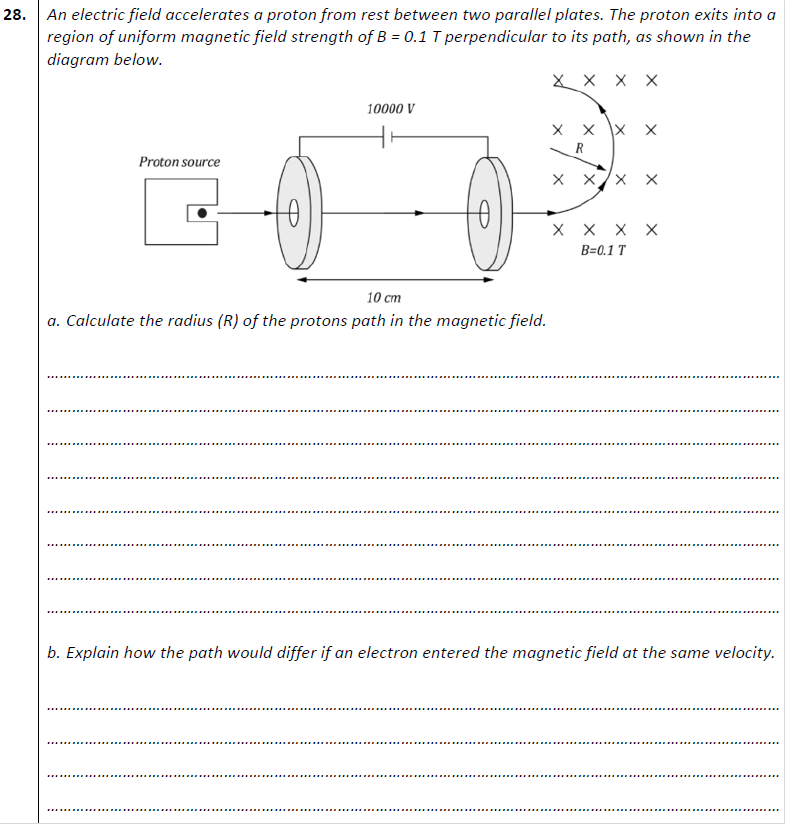 28. An electric field accelerates a proton from rest between two parallel plates. The proton exits into a
region of uniform magnetic field strength of B = 0.1 T perpendicular to its path, as shown in the
diagram below.
X X X X
10000 V
X X X X
R
Proton source
X X X X
X X X X
B=0.1 T
10 cm
a. Calculate the radius (R) of the protons path in the magnetic field.
b. Explain how the path would differ if an electron entered the magnetic field at the same velocity.